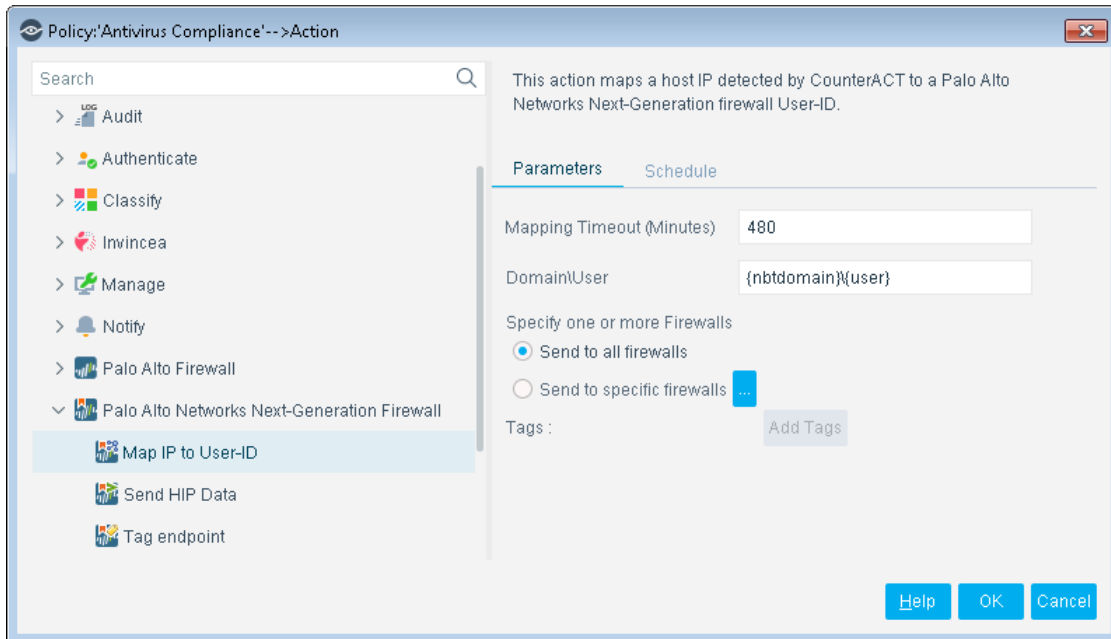 Policy:'Antivirus Compliance'-->Action
Search
LOG
Audit
Authenticate
Classify
Invincea
Manage
Notify
Palo Alto Firewall
Palo Alto Networks Next-Generation Firewall
Map IP to User-ID
Send HIP Data
Tag endpoint
This action maps a host IP detected by CounterACT to a Palo Alto
Networks Next-Generation firewall User-ID.
Parameters
Schedule
Mapping Timeout (Minutes)
480
Domain\User
{nbtdomain}\{user}
Specify one or more Firewalls
Send to all firewalls
Send to specific firewalls
...
Tags :
Add Tags
Help
OK
Cancel